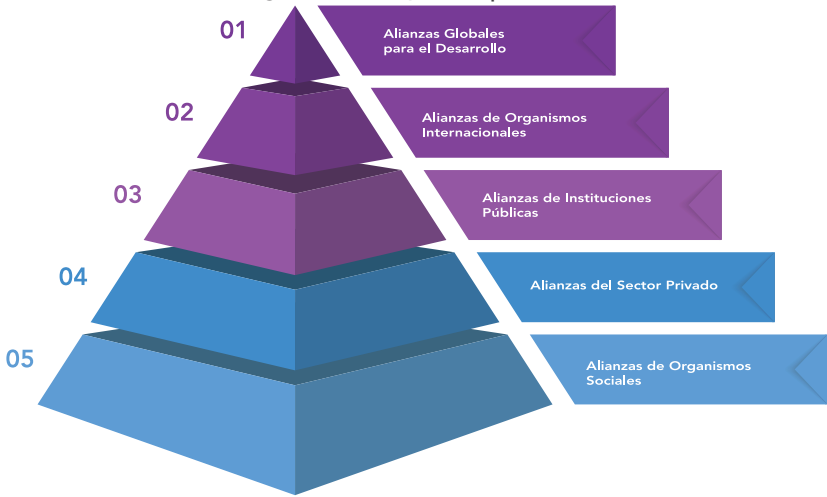 01
Alianzas Globales
para el Desarrollo
02
Alianzas de Organismos
Internacionales
03
Alianzas de Instituciones
Públicas
04
Alianzas del Sector Privado
05
Alianzas de Organismos
Sociales